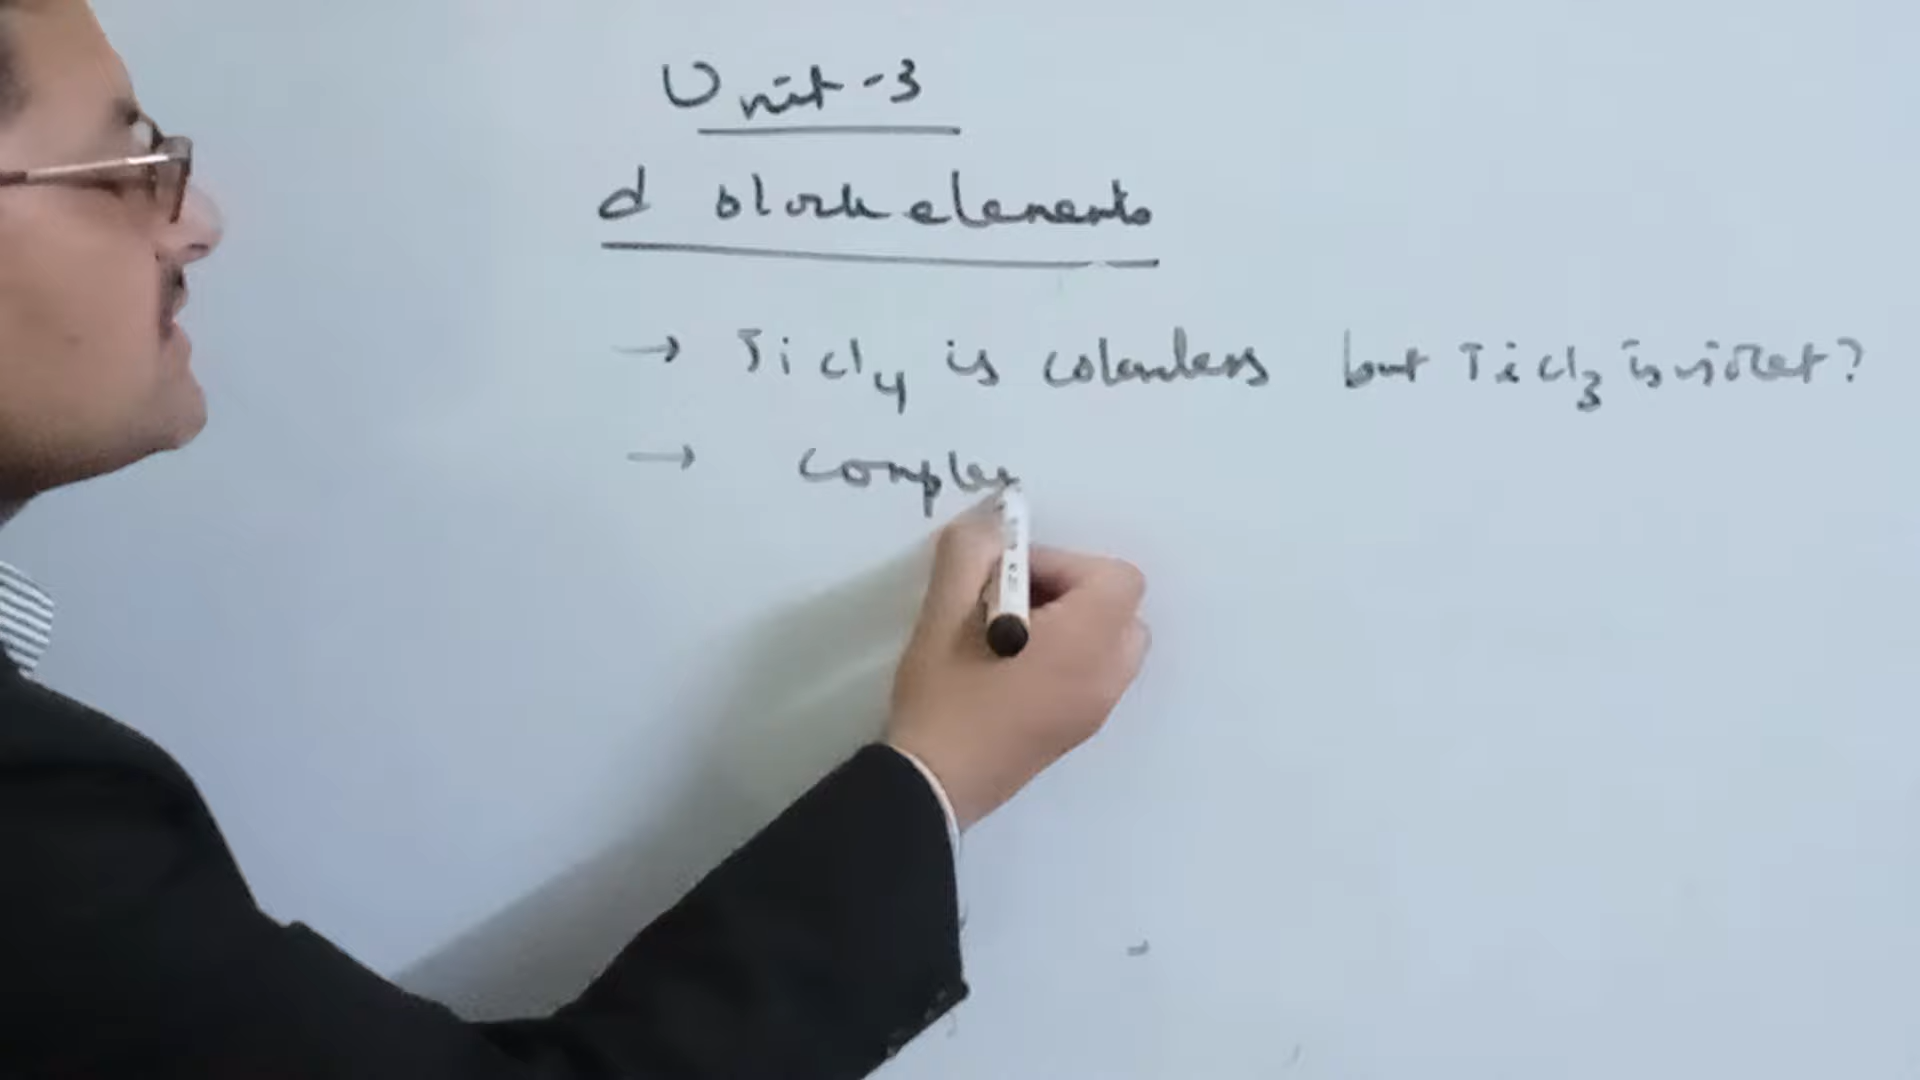 Unit-3
d block elements
→ Ticl4 is colourless but Ticl3 is violet?
→ complex